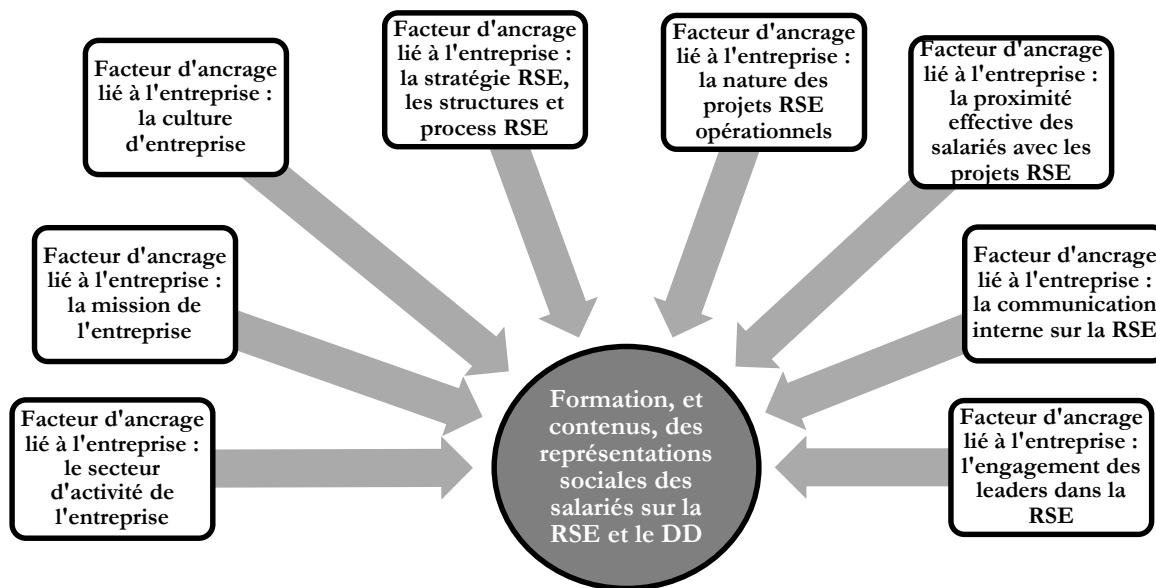 Facteur d'ancrage
lié à l'entreprise :
la culture
d'entreprise
Facteur d'ancrage
lié à l'entreprise :
la stratégie RSE,
les structures et
process RSE
Facteur d'ancrage
lié à l'entreprise :
la nature des
projets RSE
opérationnels
Facteur d'ancrage
lié à l'entreprise :
la proximité
effective des
salariés avec les
projets RSE
Facteur d'ancrage
lié à l'entreprise :
la mission de
l'entreprise
Facteur d'ancrage
lié à l'entreprise :
la communication
interne sur la RSE
Facteur d'ancrage
lié à l'entreprise :
le secteur
d'activité de
l'entreprise
Formation, et
contenus, des
représentations
sociales des
salariés sur la
RSE et le DD
Facteur d'ancrage
lié à l'entreprise :
l'engagement des
leaders dans la
RSE